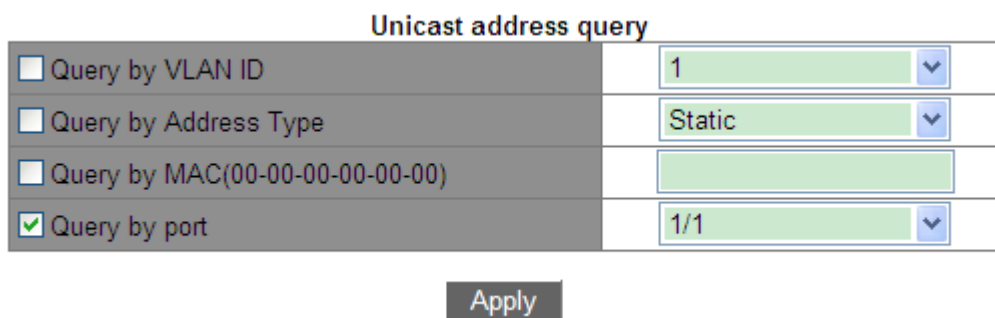 Unicast address query
Query by VLAN ID 1
Query by Address Type Static
Query by MAC(00-00-00-00-00-00)
Query by port 1/1
Apply